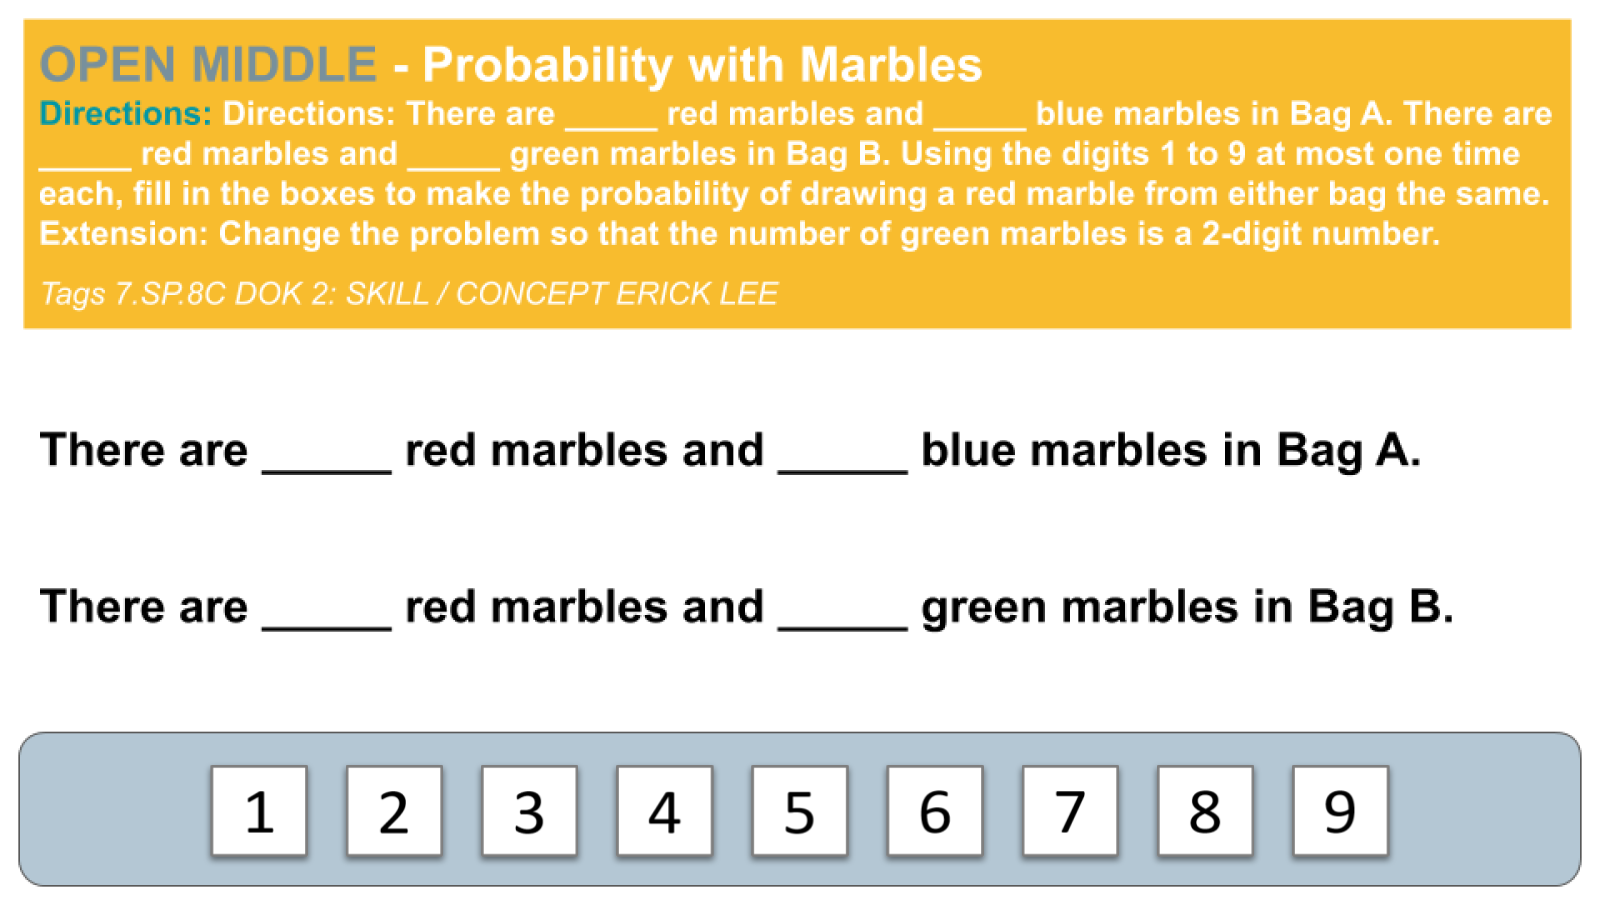 OPEN MIDDLE - Probability with Marbles
Directions: Directions: There are _____ red marbles and _____ blue marbles in Bag A. There are
_____ red marbles and _____ green marbles in Bag B. Using the digits 1 to 9 at most one time
each, fill in the boxes to make the probability of drawing a red marble from either bag the same.
Extension: Change the problem so that the number of green marbles is a 2-digit number.
Tags 7.SP.8C DOK 2: SKILL / CONCEPT ERICK LEE
There are _____ red marbles and _____ blue marbles in Bag A.
There are _____ red marbles and _____ green marbles in Bag B.
1 2 3 4 5 6 7 8 9